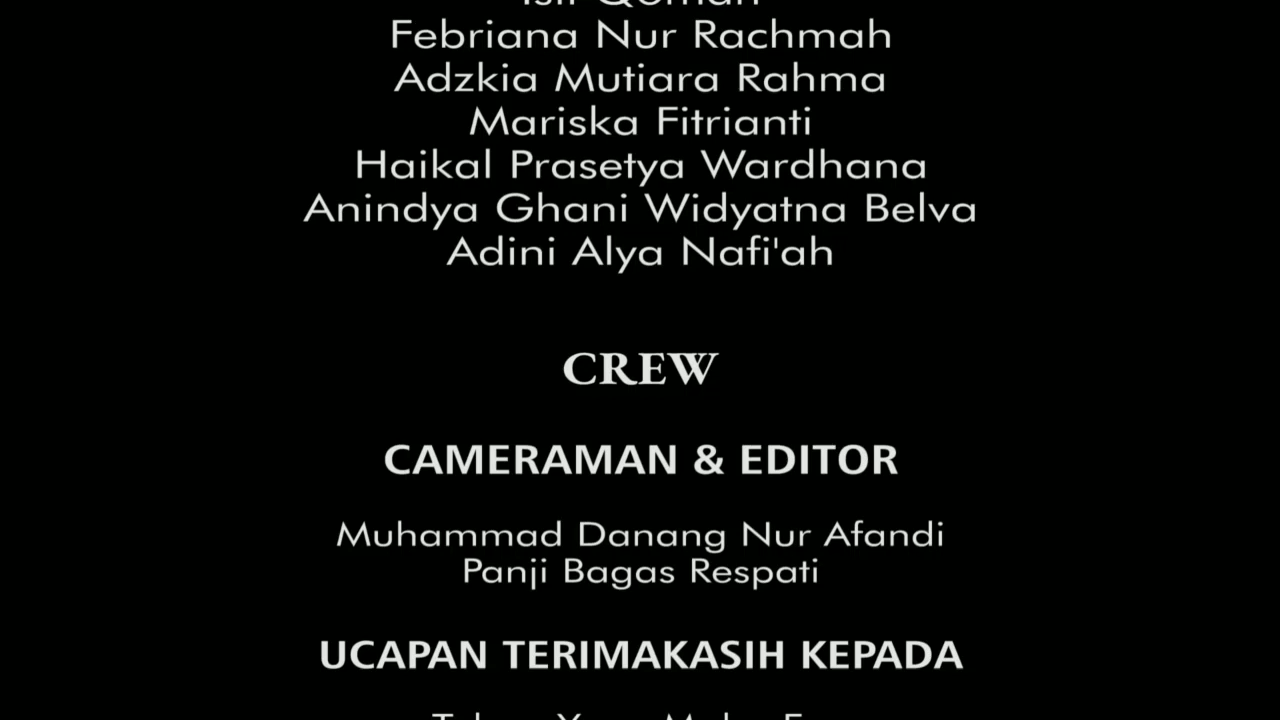 Febriana Nur Rachmah
Adzkia Mutiara Rahma
Mariska Fitrianti
Haikal Prasetya Wardhana
Anindya Ghani Widyatna Belva
Adini Alya Nafi'ah
CREW
CAMERAMAN & EDITOR
Muhammad Danang Nur Afandi
Panji Bagas Respati
UCAPAN TERIMAKASIH KEPADA